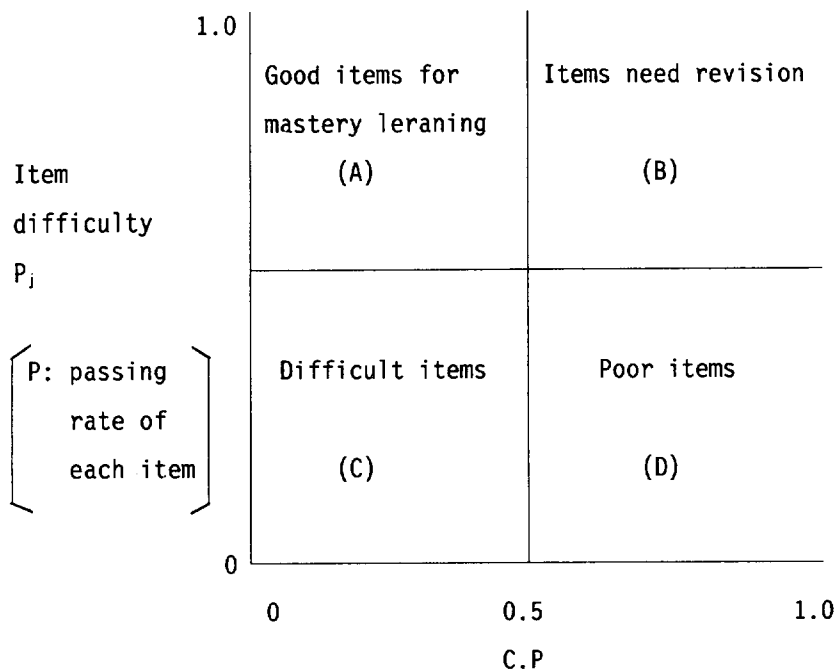 1.0
Good items for
mastery leraning
(A)
Items need revision
(B)
Item
difficulty
Pj
P: passing
rate of
each item
Difficult items
(C)
Poor items
(D)
0
0 0.5 1.0
C.P